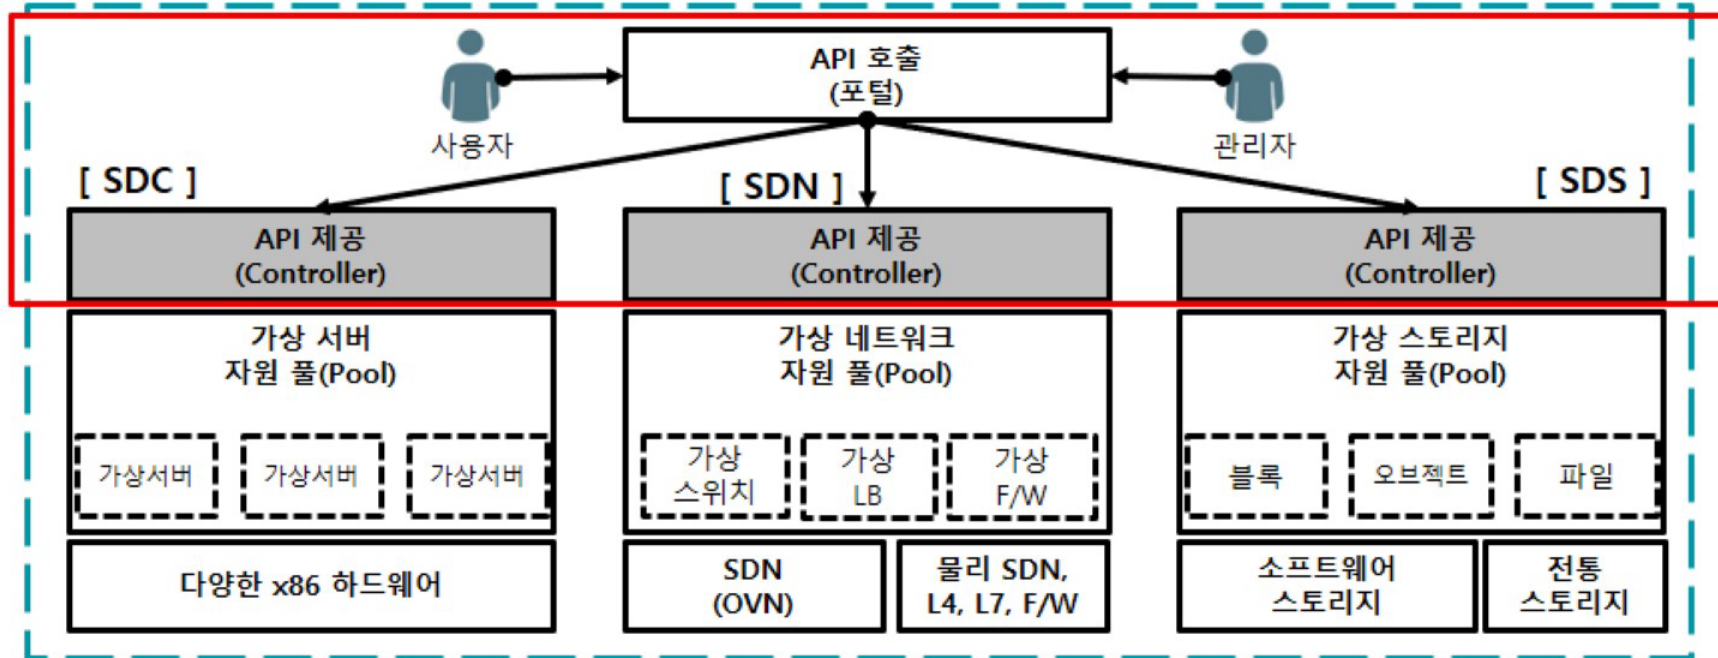 API 호출
(포털)
사용자
관리자
[ SDC ]
[ SDN ]
[ SDS ]
API 제공
(Controller)
API 제공
(Controller)
API 제공
(Controller)
가상 서버
자원 풀(Pool)
가상서버
가상서버
가상서버
가상 네트워크
자원 풀(Pool)
가상
스위치
가상
LB
가상
F/W
가상 스토리지
자원 풀(Pool)
블록
오브젝트
파일
다양한 x86 하드웨어
SDN
(OVN)
물리 SDN,
L4, L7, F/W
소프트웨어
스토리지
전통
스토리지